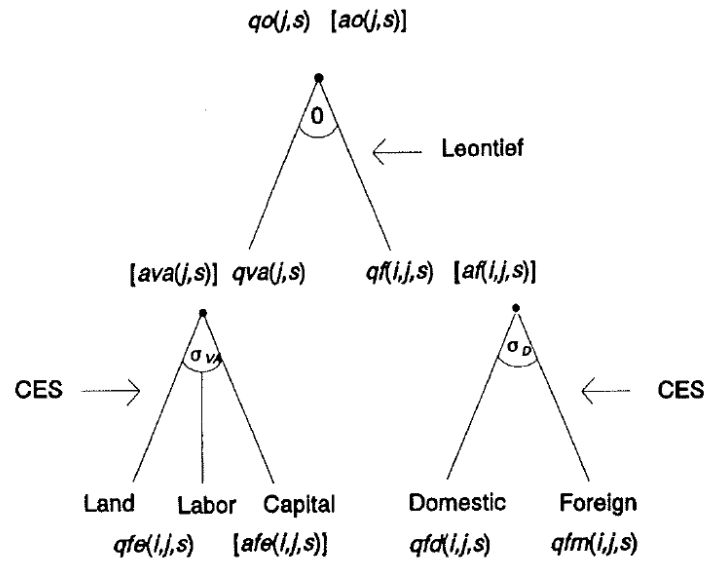 qo(j,s) [ao(j,s)]
0
Leontief
[ava(j,s)] qva(j,s) qf(i,j,s) [af(i,j,s)]
σVA σD
CES CES
Land Labor Capital Domestic Foreign
qfe(i,j,s) [afe(i,j,s)] qfd(i,j,s) qfm(i,j,s)